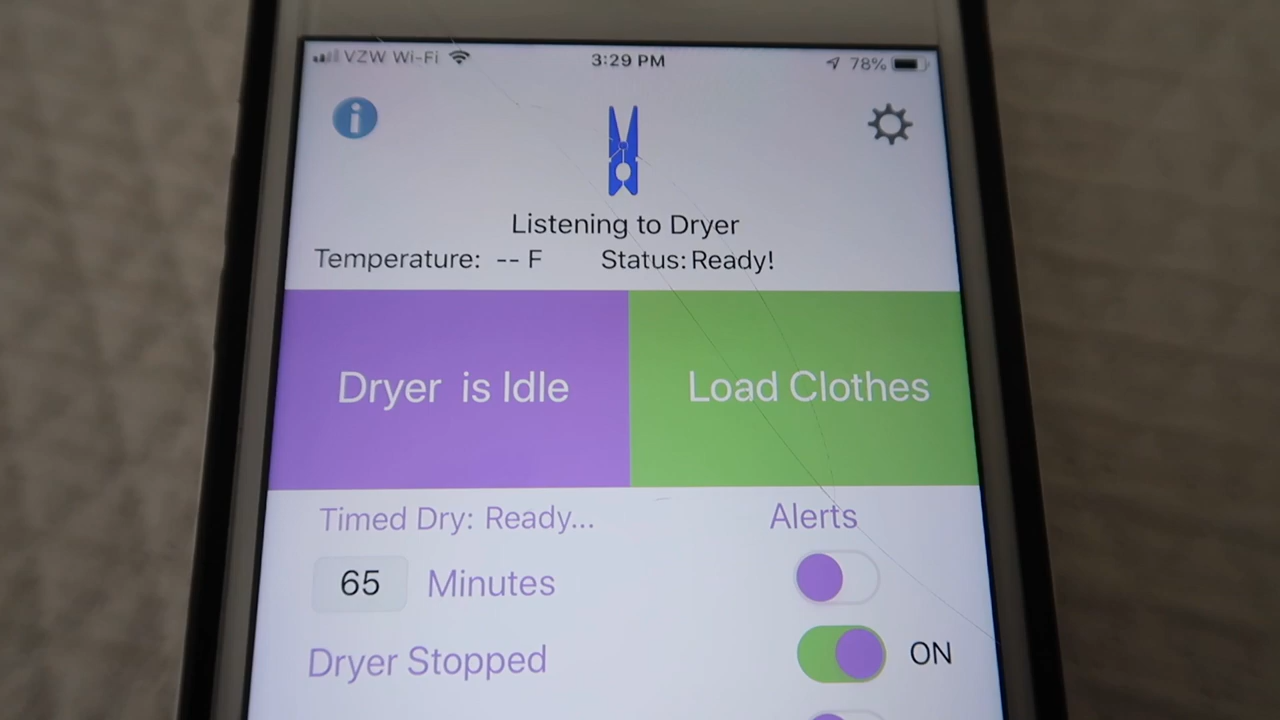 VZW Wi-Fi 3:29 PM 78%
i
Listening to Dryer
Temperature: -- F Status: Ready!
Dryer is Idle Load Clothes
Timed Dry: Ready... Alerts
65 Minutes
Dryer Stopped ON